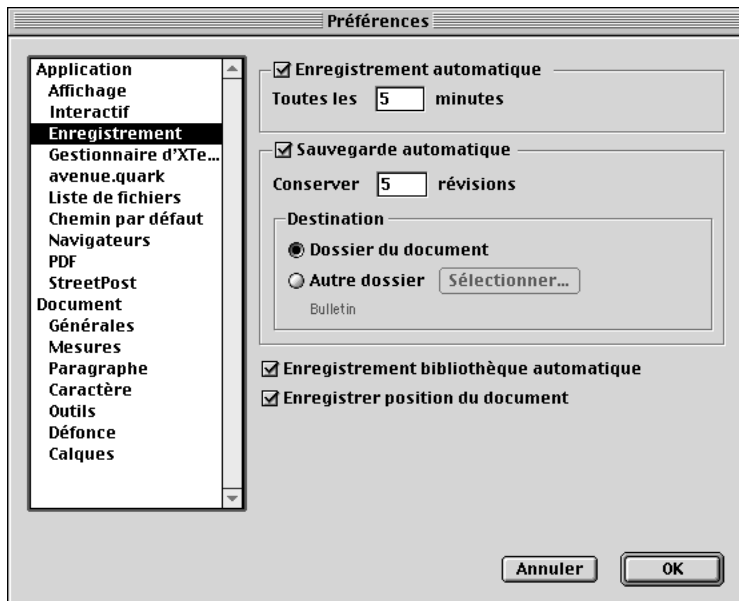 Préférences
Application
Affichage
Interactif
Enregistrement
Gestionnaire d'XTe...
avenue.quark
Liste de fichiers
Chemin par défaut
Navigateurs
PDF
StreetPost
Document
Générales
Mesures
Paragraphe
Caractère
Outils
Défonce
Calques
Enregistrement automatique
Toutes les 5 minutes
Sauvegarde automatique
Conserver 5 révisions
Destination
Dossier du document
Autre dossier Sélectionner...
Bulletin
Enregistrement bibliothèque automatique
Enregistrer position du document
Annuler OK